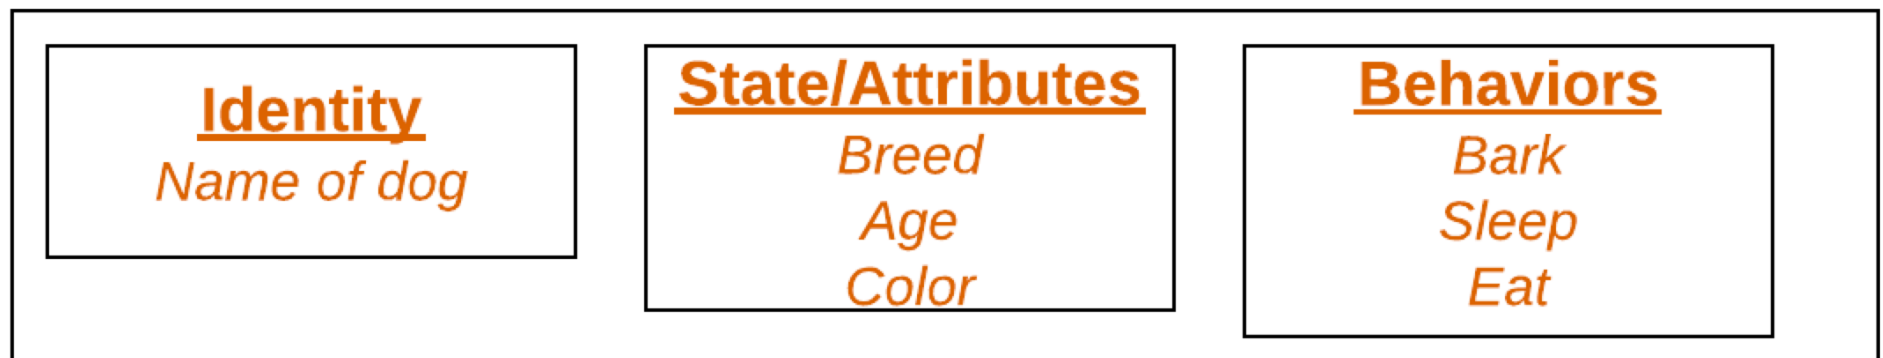 Identity
Name of dog
State/Attributes
Breed
Age
Color
Behaviors
Bark
Sleep
Eat